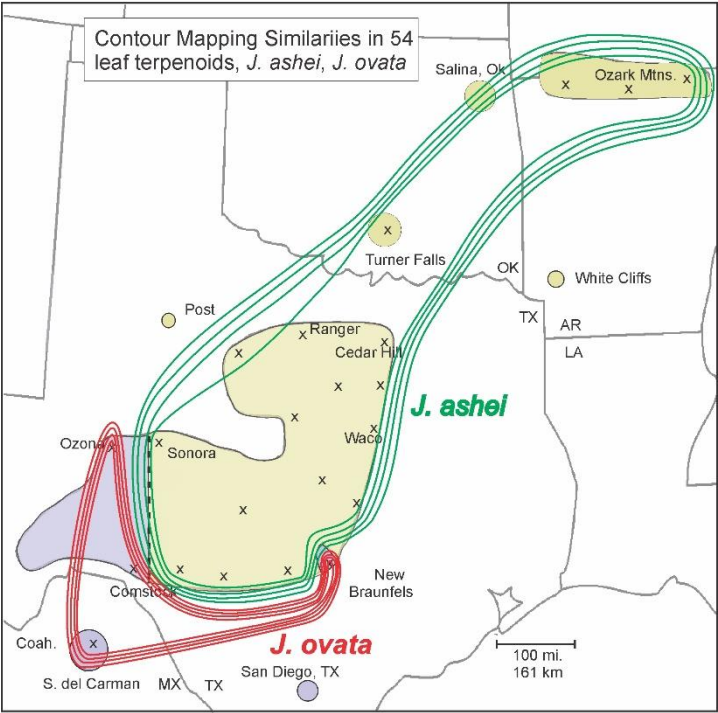 Contour Mapping Similariies in 54
leaf terpenoids, J. ashei, J. ovata
Salina, Ok
Ozark Mtns.
x
x
x
x
Turner Falls
OK
White Cliffs
Post
TX
AR
LA
Ranger
x
x
Cedar Hill
x
x
x
J. ashei
x
x
Waco
Ozona
x
x
Sonora
x
x
x
x
x
x
x
x
Comstock
New
Braunfels
x
Coah.
x
J. ovata
S. del Carman
MX
TX
San Diego, TX
100 mi.
161 km